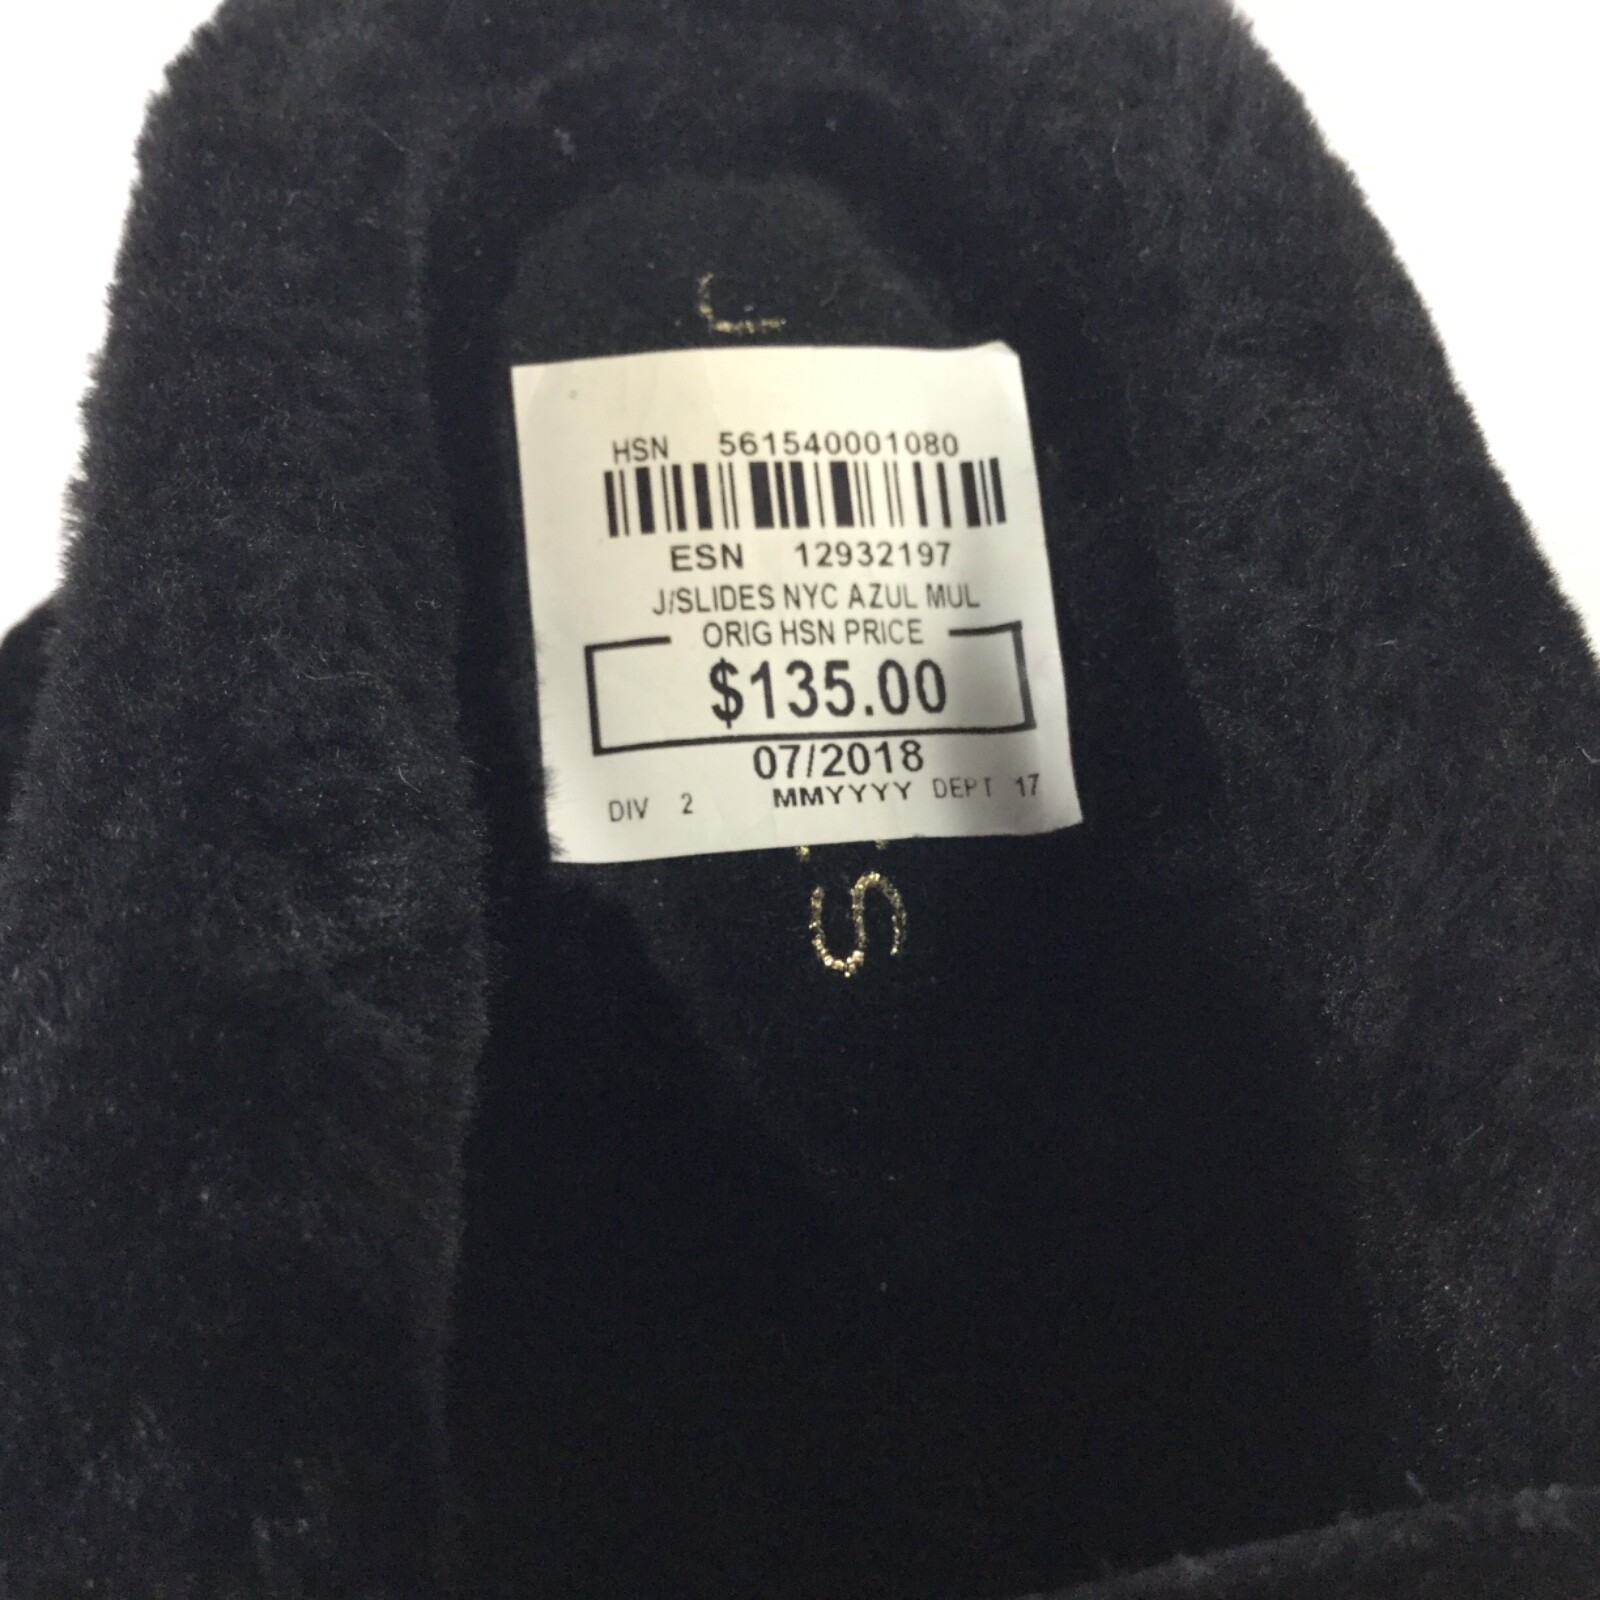 HSN 561540001080
ESN 12932197
J/SLIDES NYC AZUL MUL
ORIG HSN PRICE
$135.00
07/2018
MMYYYY
DIV 2 DEPT 17
S